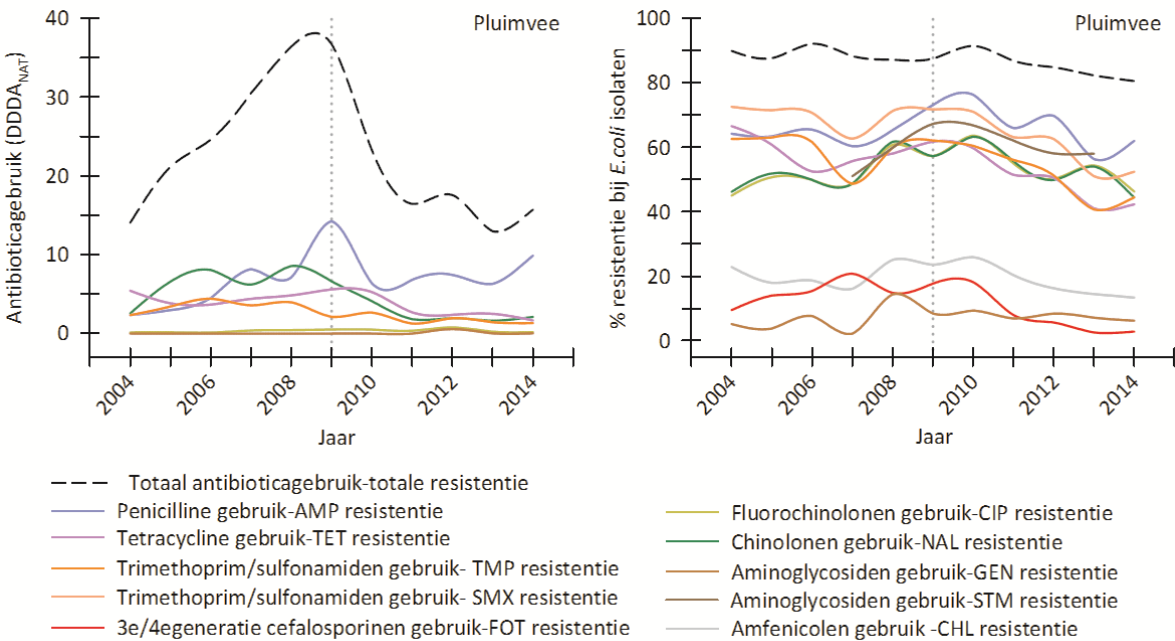 Pluimvee
Antibioticagebruik (DDDA_NAT)
40
30
20
10
0
2004
2006
2008
2010
2012
2014
Jaar
Pluimvee
% resistentie bij E.coli isolaten
100
80
60
40
20
0
2004
2006
2008
2010
2012
2014
Jaar
Totaal antibioticagebruik-totale resistentie
Penicilline gebruik-AMP resistentie
Tetracycline gebruik-TET resistentie
Trimethoprim/sulfonamiden gebruik- TMP resistentie
Trimethoprim/sulfonamiden gebruik- SMX resistentie
3e/4egeneratie cefalosporinen gebruik-FOT resistentie
Fluorochinolonen gebruik-CIP resistentie
Chinolonen gebruik-NAL resistentie
Aminoglycosiden gebruik-GEN resistentie
Aminoglycosiden gebruik-STM resistentie
Amfenicolen gebruik -CHL resistentie